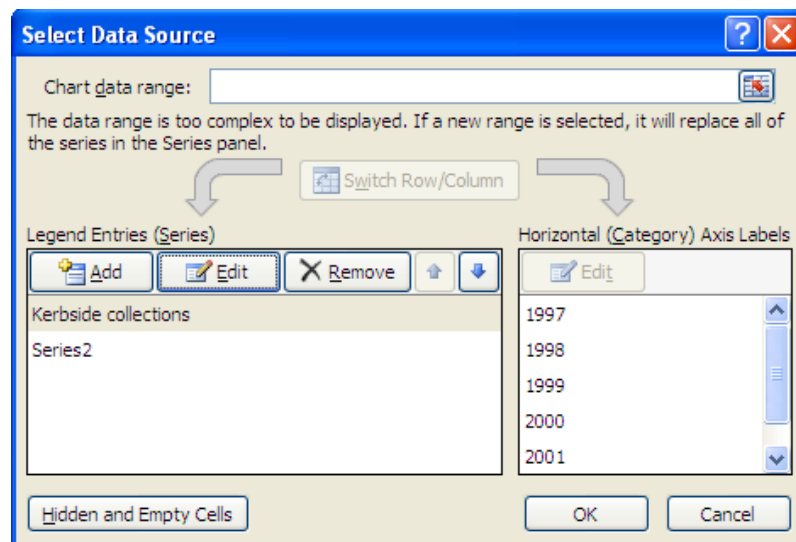 Select Data Source
Chart data range:
The data range is too complex to be displayed. If a new range is selected, it will replace all of
the series in the Series panel.
Switch Row/Column
Legend Entries (Series)
Horizontal (Category) Axis Labels
Add
Edit
Remove
Edit
Kerbside collections
Series2
1997
1998
1999
2000
2001
Hidden and Empty Cells
OK
Cancel